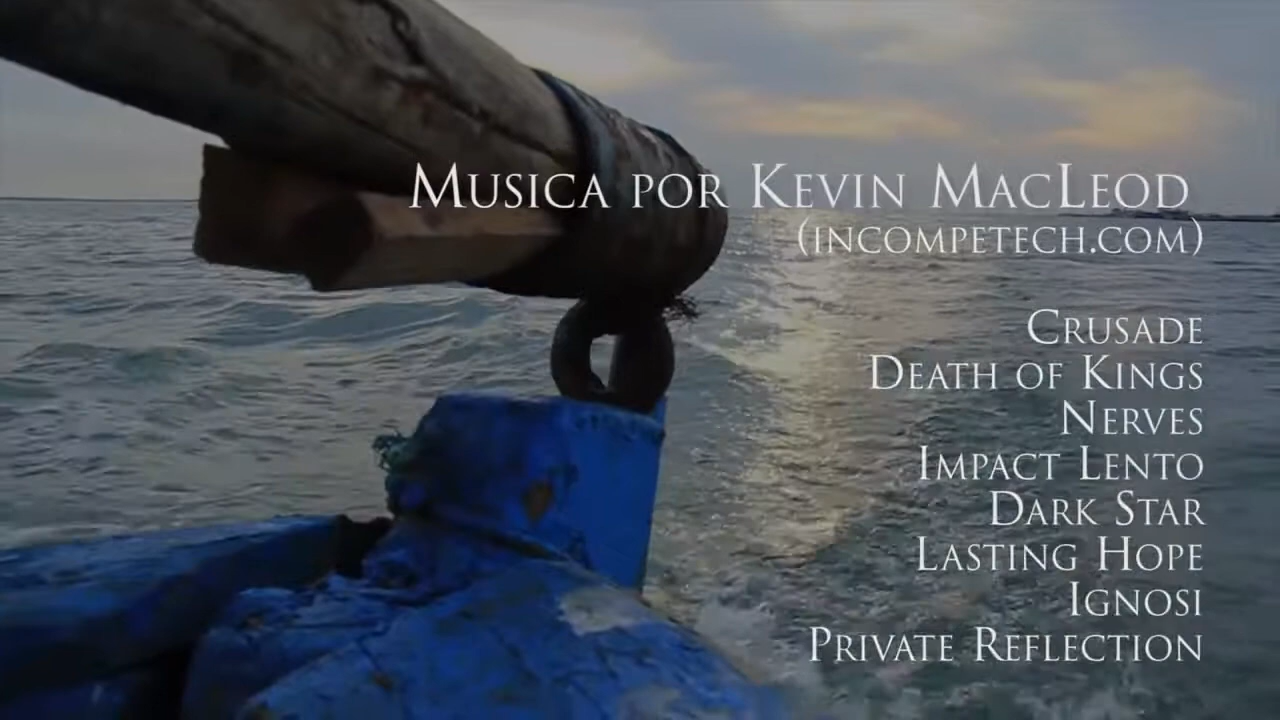 Musica por Kevin MacLeod
(incompetech.com)
Crusade
Death of Kings
Nerves
Impact Lento
Dark Star
Lasting Hope
Ignosi
Private Reflection